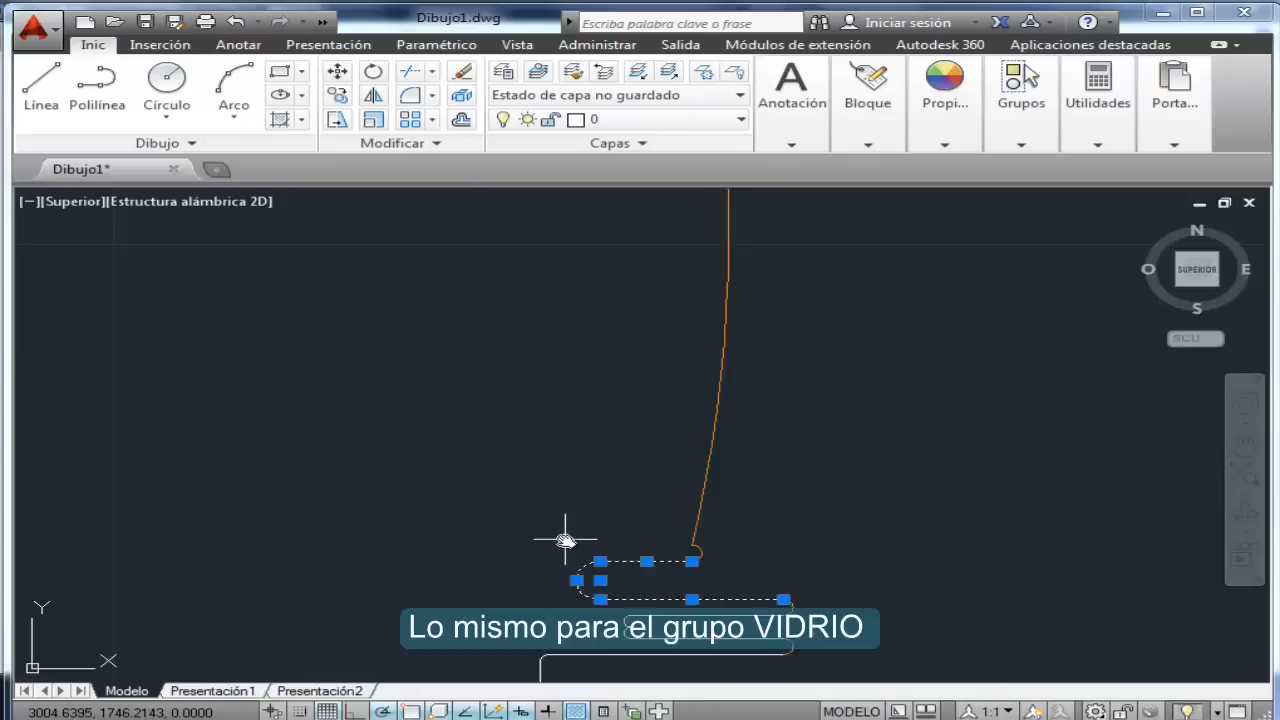 Dibujo1.dwg
Escriba palabra clave o frase
Iniciar sesión
Inic Inserción Anotar Presentación Paramétrico Vista Administrar Salida Módulos de extensión Autodesk 360 Aplicaciones destacadas
Línea Polilínea Círculo Arco
Estado de capa no guardado
0
Anotación Bloque Propi... Grupos Utilidades Porta...
Dibujo Modificar Capas
Dibujo1*
[−][Superior][Estructura alámbrica 2D]
N
O SUPERIOR E
S
SCU
Lo mismo para el grupo VIDRIO
Y
X
Modelo Presentación1 Presentación2
3004.6395, 1746.2143, 0.0000
MODELO
1:1